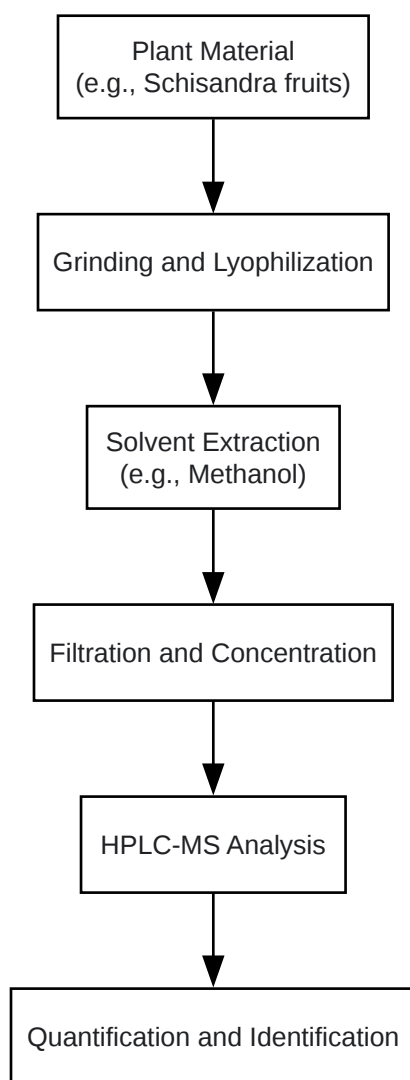 Plant Material
(e.g., Schisandra fruits)
Grinding and Lyophilization
Solvent Extraction
(e.g., Methanol)
Filtration and Concentration
HPLC-MS Analysis
Quantification and Identification